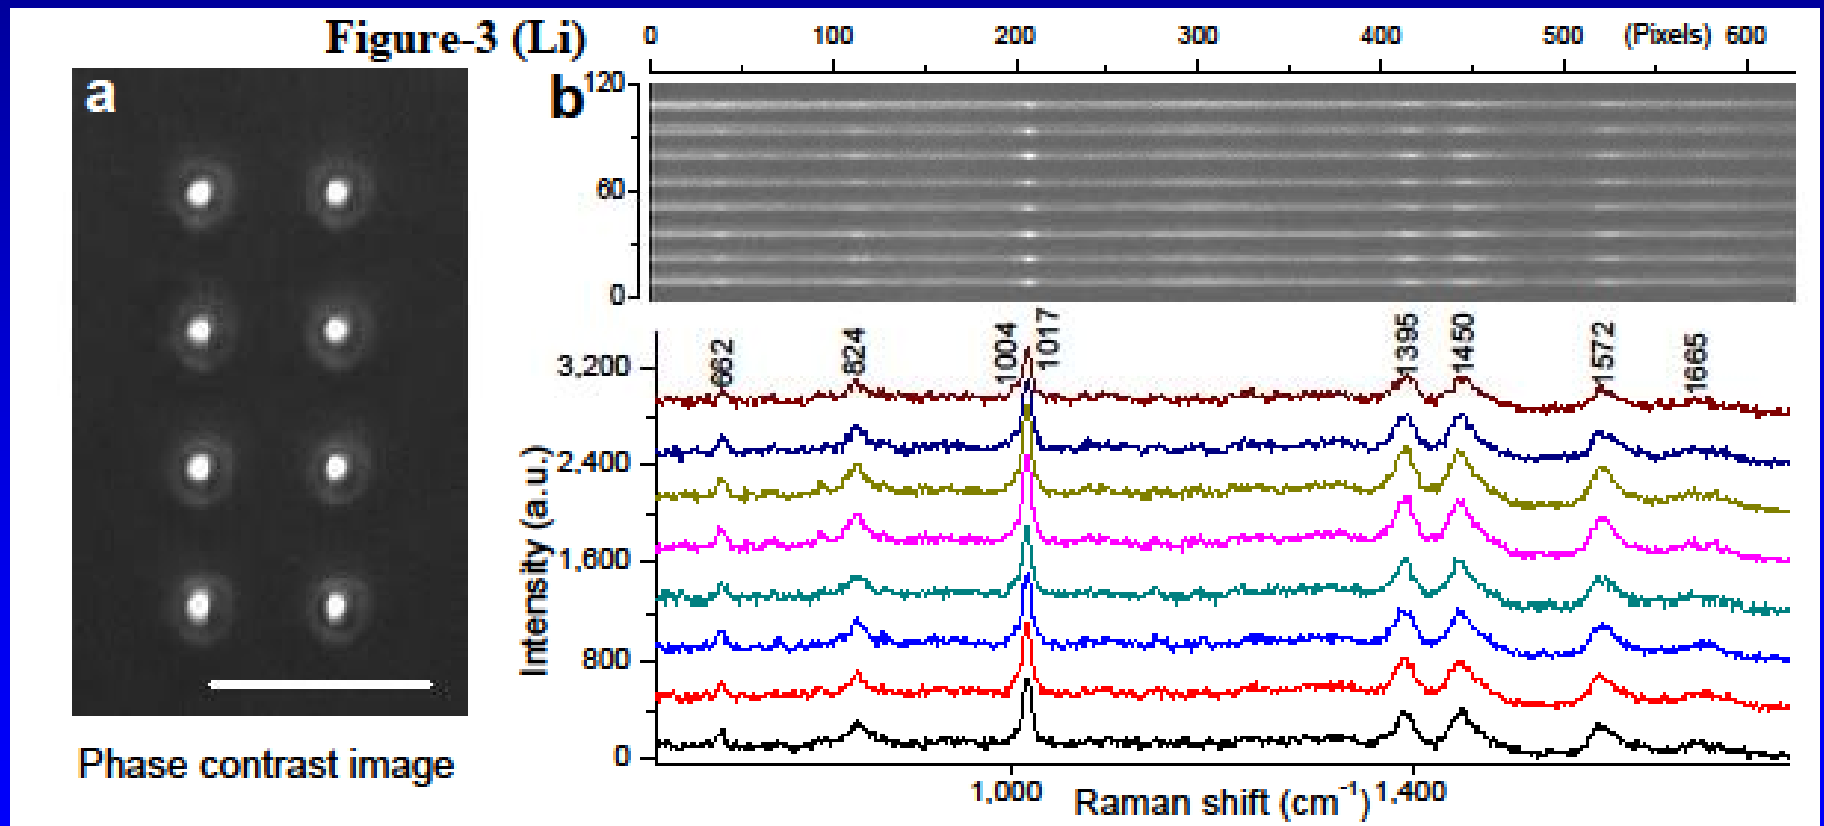 Figure-3 (Li)
a
Phase contrast image
b
0 100 200 300 400 500 (Pixels) 600
120
60
0
662 824 1004 1017 1395 1450 1572 1665
3,200
2,400
1,600
800
0
Intensity (a.u.)
1,000 1,400
Raman shift (cm⁻¹)